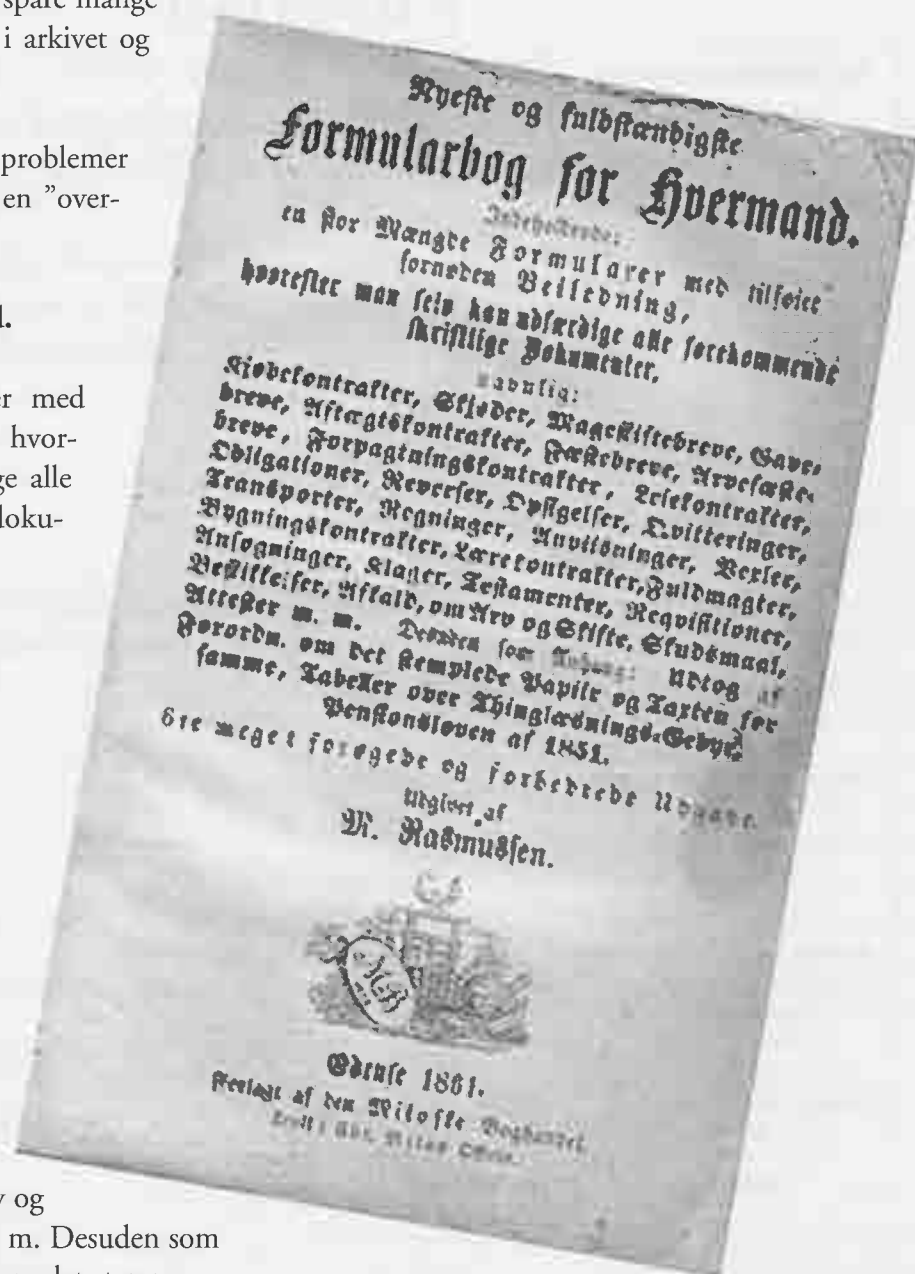 spare mange
i arkivet og
problemer
en ”over-
l.
er med
hvor-
ge alle
doku-
Nyeste og fuldstændigste
Formularbog for Hvermand.
Indeholdende:
en stor Mængde Formularer med tilføiet
fornøden Veiledning,
hvorefter man selv kan udfærdige alle forekommende
skriftlige Dokumenter,
navnlig:
Kjøbekontrakter, Skjøder, Mageskiftebreve, Gave-
breve, Aftægtskontrakter, Fæstebreve, Arvefæste-
breve, Forpagtningskontrakter, Leiekontrakter,
Obligationer, Reverser, Opsigelser, Qvitteringer,
Transporter, Regninger, Anviisninger, Vexler,
Bygningskontrakter, Lærekontrakter, Fuldmagter,
Ansøgninger, Klager, Testamenter, Reqvisitioner,
Beskikkelser, Affald, om Arv og Skifte, Skudsmaal,
Attester m. m. Desuden som Anhang: Udtog af
Forordn. om det stemplede Papiir og Taxten for
samme, Tabeller over Thinglæsnings-Gebyr,
Pensionsloven af 1851.
6te meget forøgede og forbedrede Udgave.
Udgivet af
M. Rasmussen.
Odense 1861.
Forlagt af den Miloske Boghandel.
v og
m. Desuden som